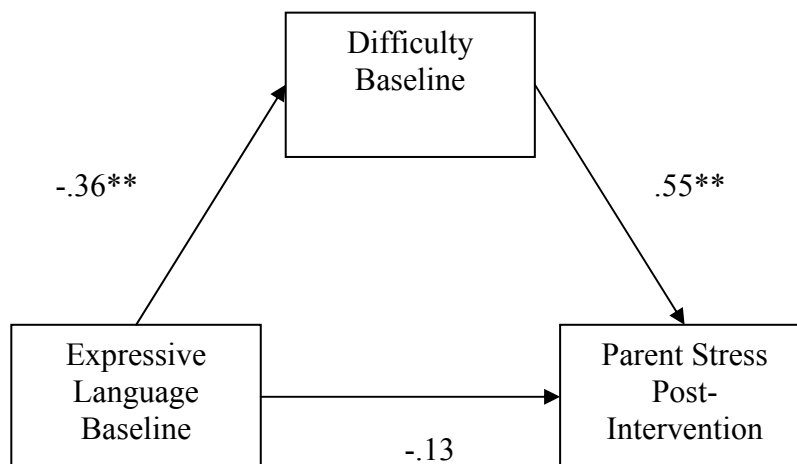 Difficulty
Baseline
-.36**
.55**
Expressive
Language
Baseline
Parent Stress
Post-
Intervention
-.13